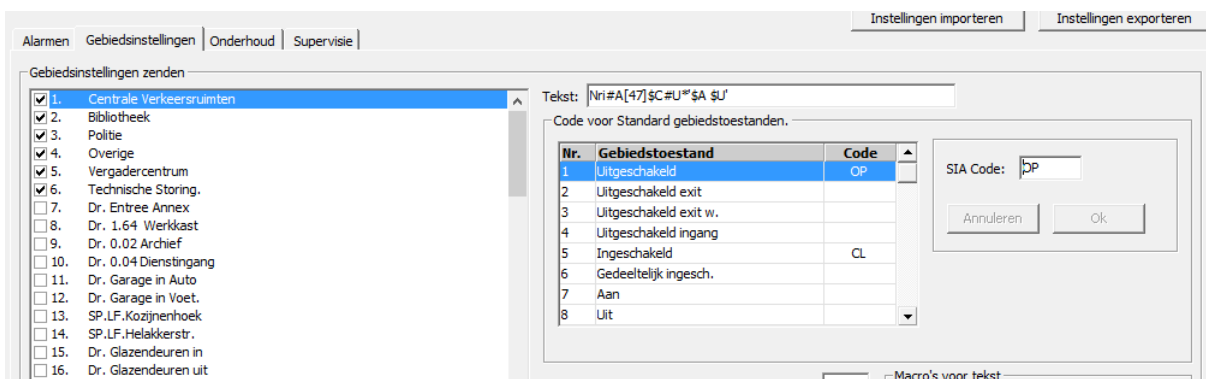 Instellingen importeren Instellingen exporteren
Alarmen Gebiedsinstellingen Onderhoud Supervisie
Gebiedsinstellingen zenden
1. Centrale Verkeersruimten
2. Bibliotheek
3. Politie
4. Overige
5. Vergadercentrum
6. Technische Storing.
7. Dr. Entree Annex
8. Dr. 1.64 Werkkast
9. Dr. 0.02 Archief
10. Dr. 0.04 Dienstingang
11. Dr. Garage in Auto
12. Dr. Garage in Voet.
13. SP.LF.Kozijnenhoek
14. SP.LF.Helakkerstr.
15. Dr. Glazendeuren in
16. Dr. Glazendeuren uit
Tekst: Nri#A[47]$C#U*'$A $U'
Code voor Standard gebiedstoestanden.
Nr. Gebiedstoestand Code
1 Uitgeschakeld OP
2 Uitgeschakeld exit
3 Uitgeschakeld exit w.
4 Uitgeschakeld ingang
5 Ingeschakeld CL
6 Gedeeltelijk ingesch.
7 Aan
8 Uit
SIA Code: OP
Annuleren Ok
Macro's voor tekst